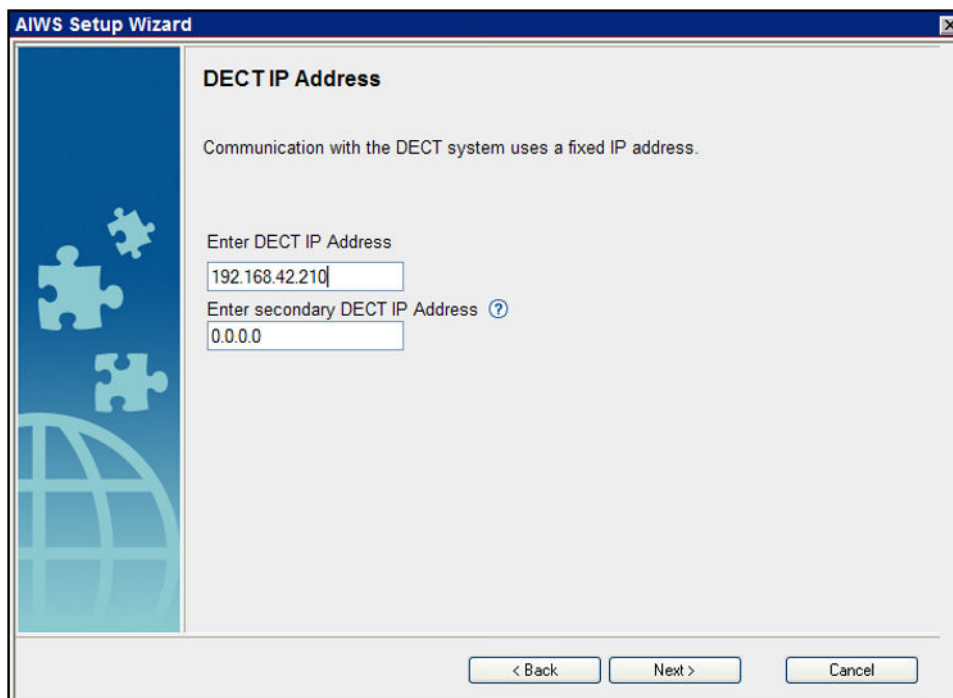 AIWS Setup Wizard
DECT IP Address
Communication with the DECT system uses a fixed IP address.
Enter DECT IP Address
192.168.42.210
Enter secondary DECT IP Address ?
0.0.0.0
< Back Next > Cancel